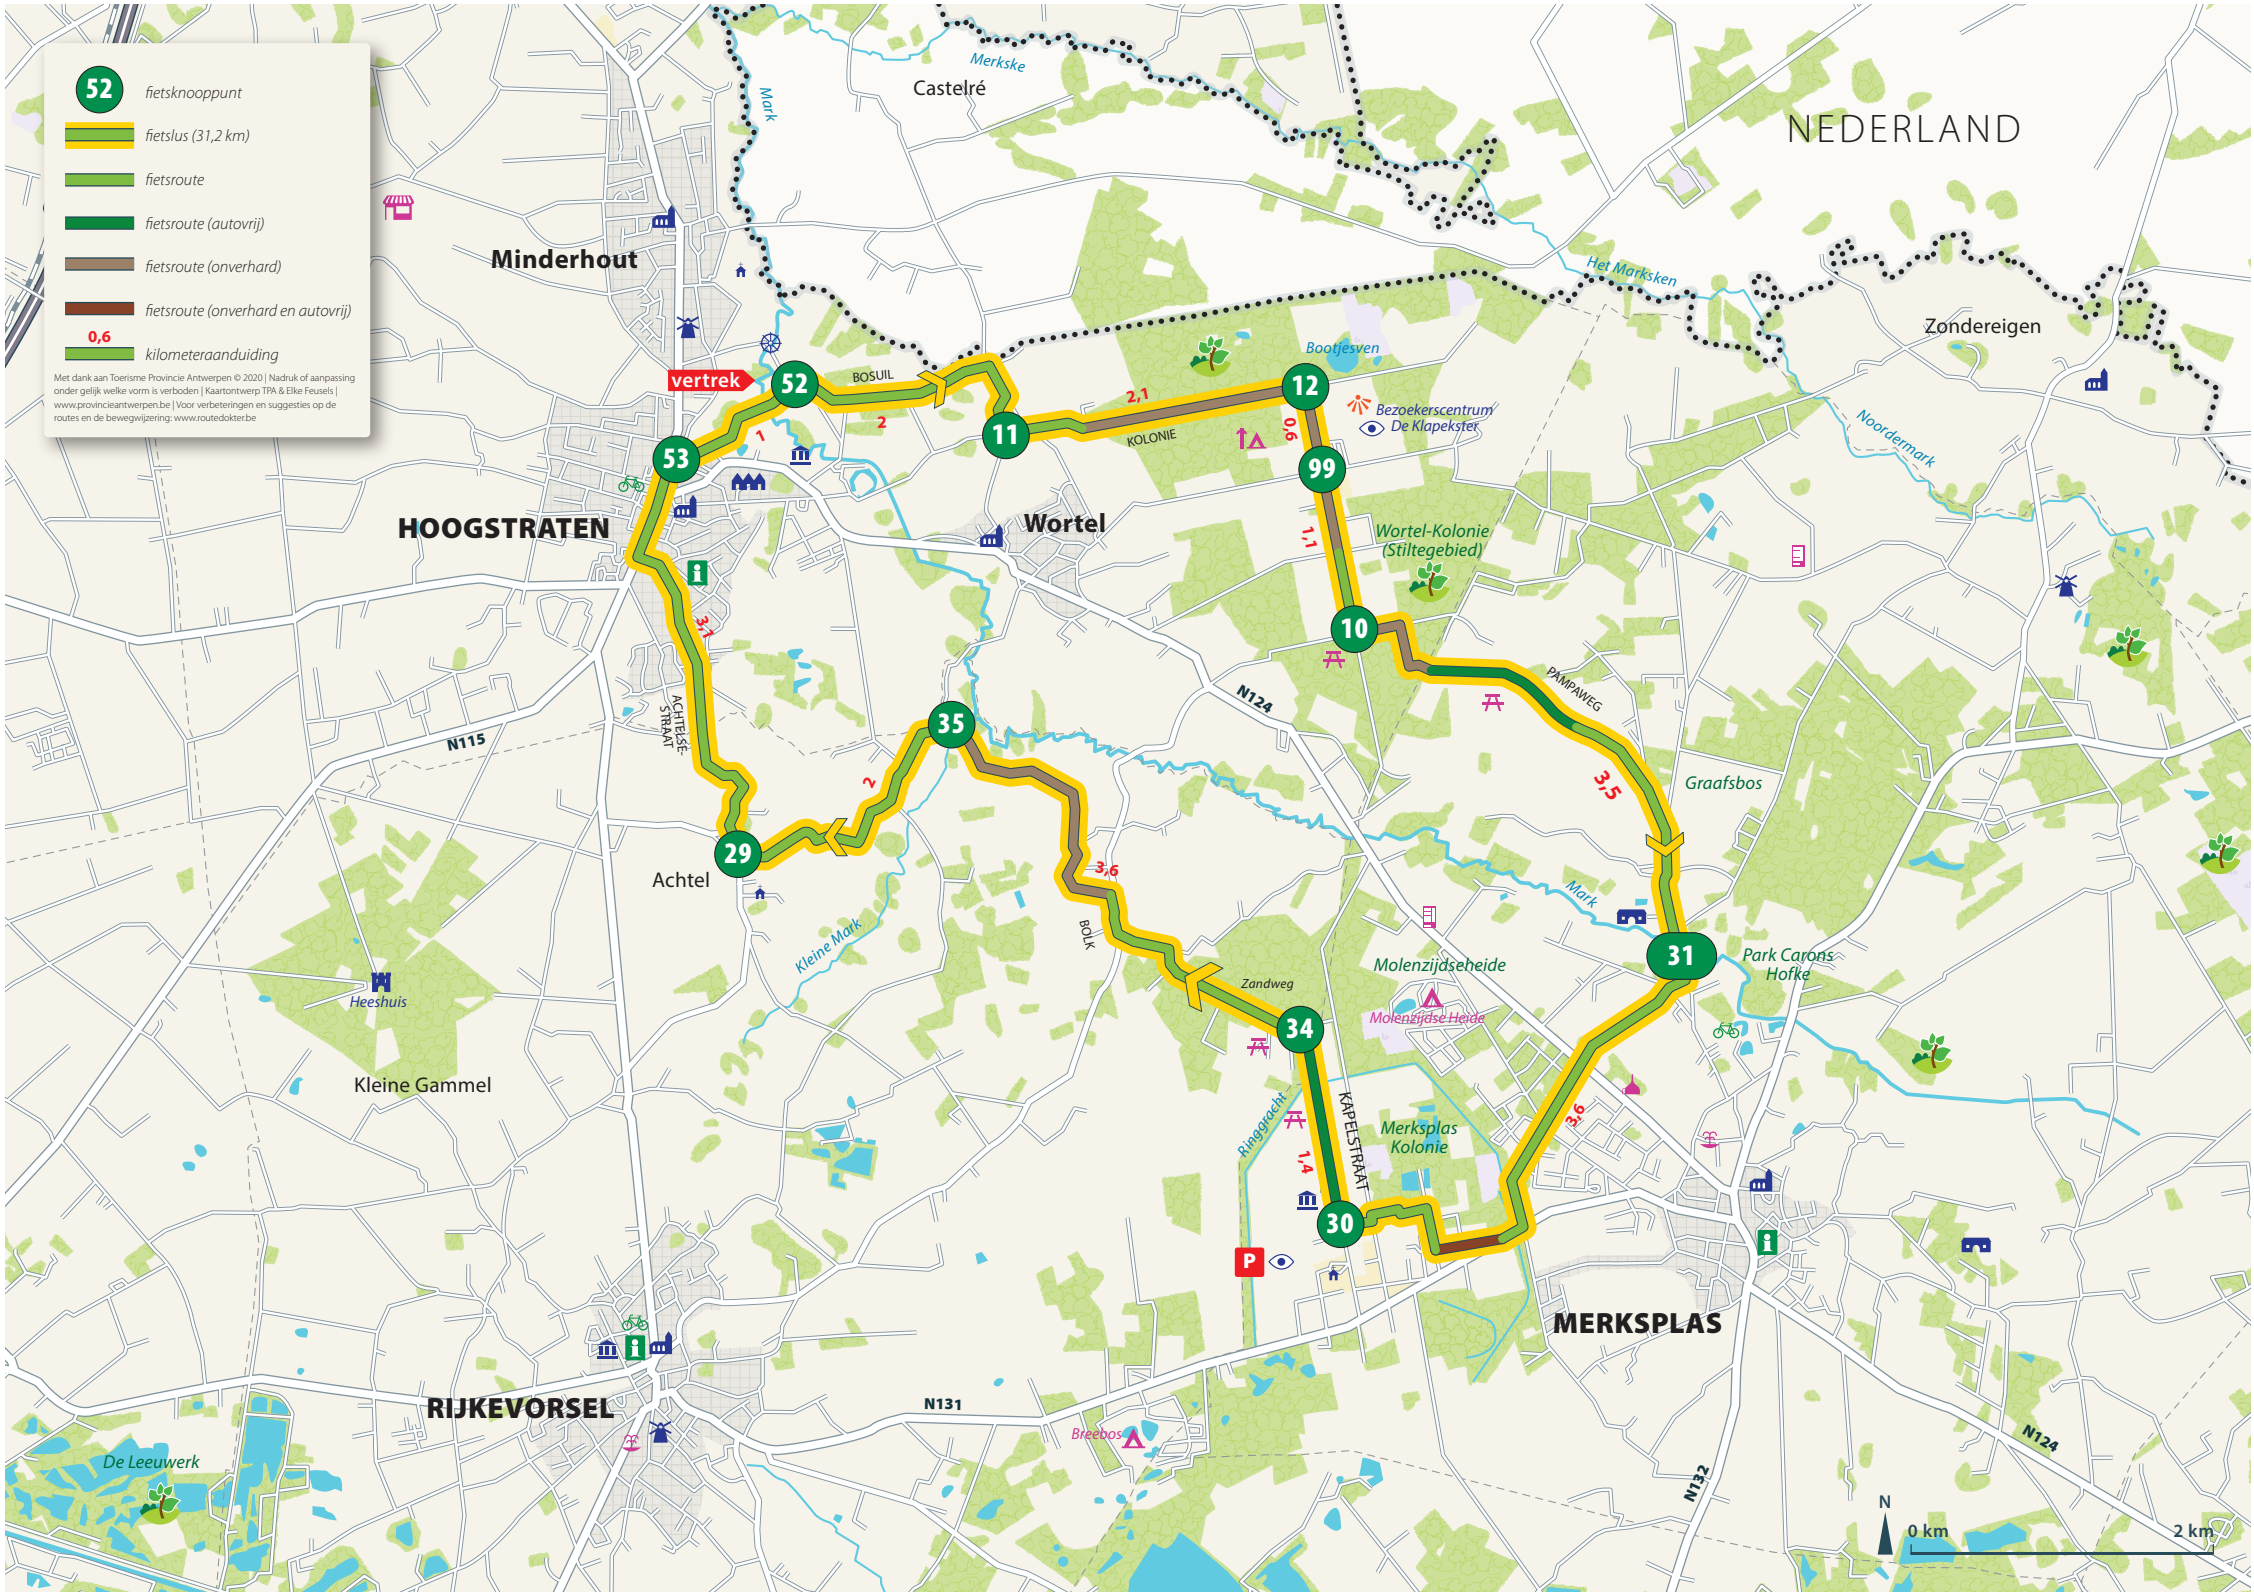 52
fietsknooppunt
fietslus (31,2 km)
fietsroute
fietsroute (autovrij)
fietsroute (onverhard)
fietsroute (onverhard en autovrij)
0,6
kilometeraanduiding
Met dank aan Toerisme Provincie Antwerpen © 2020 | Nadruk of aanpassing
onder gelijk welke vorm is verboden | Kaartontwerp TPA & Elke Feusels |
www.provincieantwerpen.be | Voor verbeteringen en suggesties op de
routes en de bewegwijzering: www.routedokter.be
Merkske
Castelré
Mark
NEDERLAND
Minderhout
Het Marksken
Zondereigen
Bootjesven
vertrek
52
BOSUIL
2
12
2,1
11
KOLONIE
0,6
Bezoekerscentrum
De Klapekster
Noordermark
1
53
99
HOOGSTRATEN
Wortel
1,1
Wortel-Kolonie
(Stiltegebied)
3,1
10
PAMPAWEG
ACHTELSE-
STRAAT
N124
35
N115
2
3,5
Graafsbos
29
Achtel
3,6
Mark
BOLK
Kleine Mark
31
Park Carons
Hofke
Molenzijdseheide
Zandweg
Heeshuis
Molenzijdse Heide
34
Kleine Gammel
Ringgracht
KAPELSTRAAT
Merksplas
Kolonie
3,6
1,4
30
P
MERKSPLAS
RIJKEVORSEL
N131
Breebos
De Leeuwerk
N124
N132
N
0 km
2 km